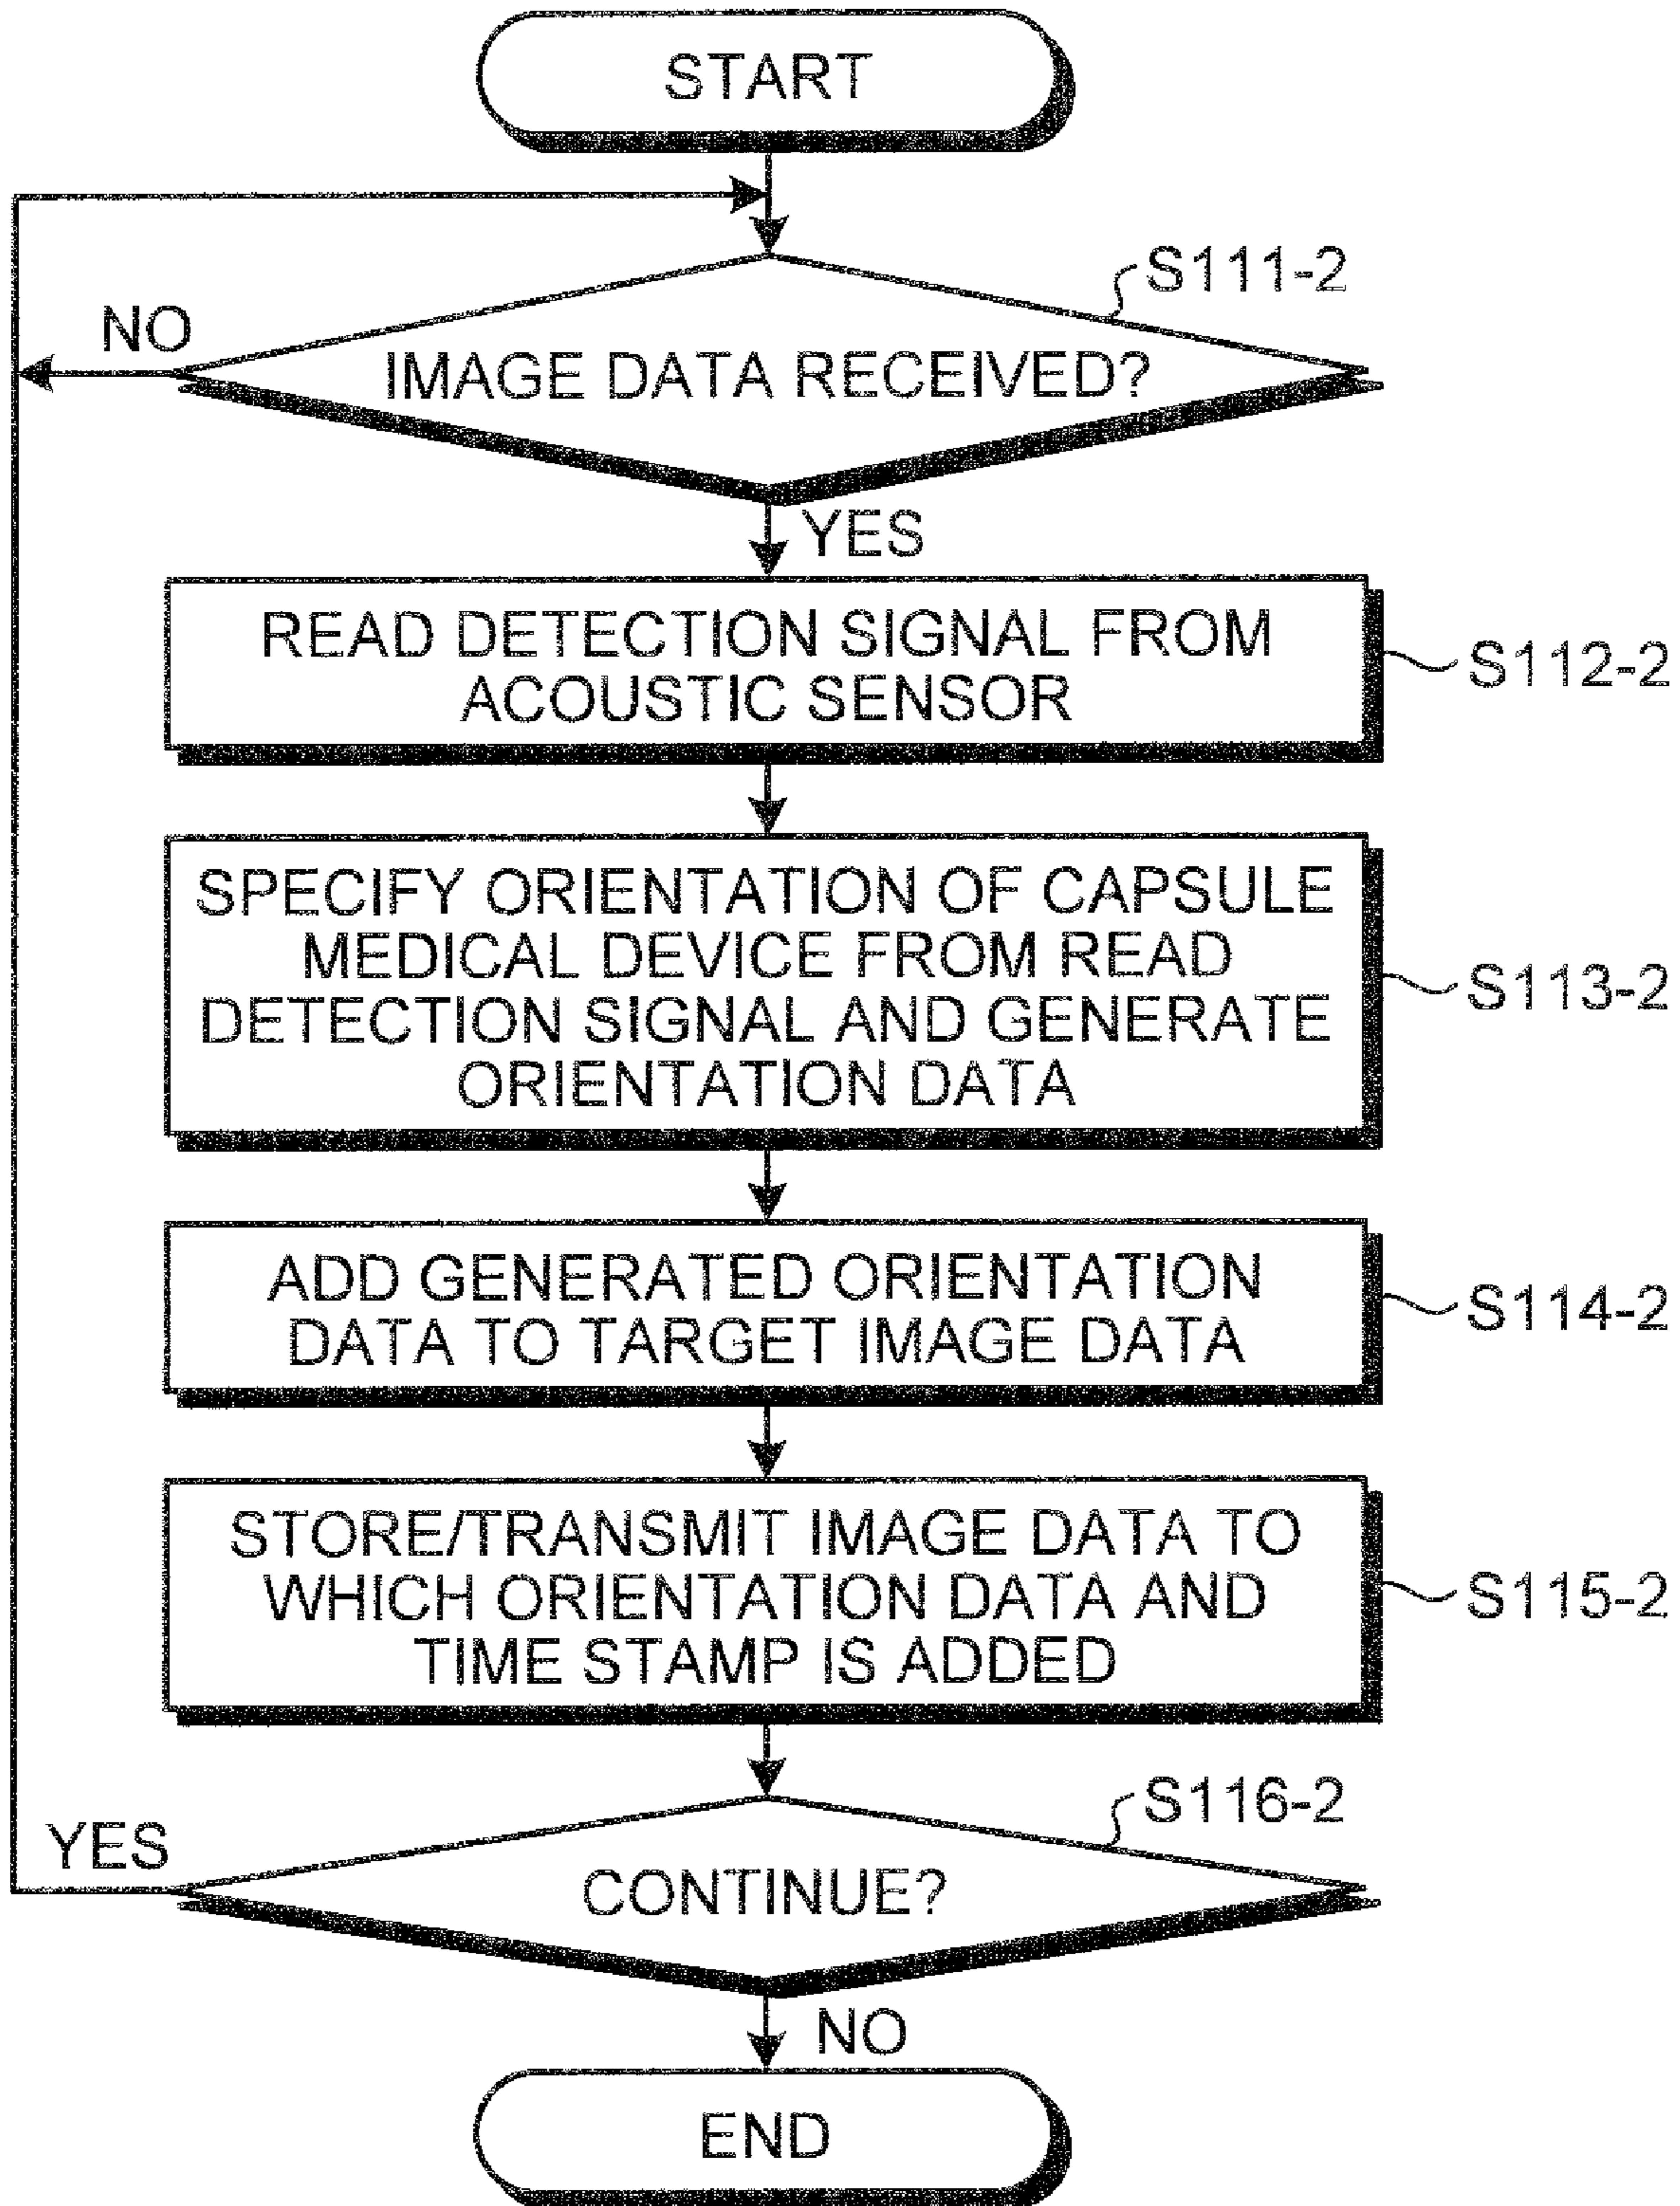 START
S111-2
NO
IMAGE DATA RECEIVED?
YES
READ DETECTION SIGNAL FROM
ACOUSTIC SENSOR
S112-2
SPECIFY ORIENTATION OF CAPSULE
MEDICAL DEVICE FROM READ
DETECTION SIGNAL AND GENERATE
ORIENTATION DATA
S113-2
ADD GENERATED ORIENTATION
DATA TO TARGET IMAGE DATA
S114-2
STORE/TRANSMIT IMAGE DATA TO
WHICH ORIENTATION DATA AND
TIME STAMP IS ADDED
S115-2
S116-2
YES
CONTINUE?
NO
END